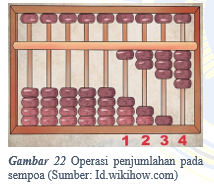 1 2 3 4
Gambar 22 Operasi penjumlahan pada
sempoa (Sumber: Id.wikihow.com)